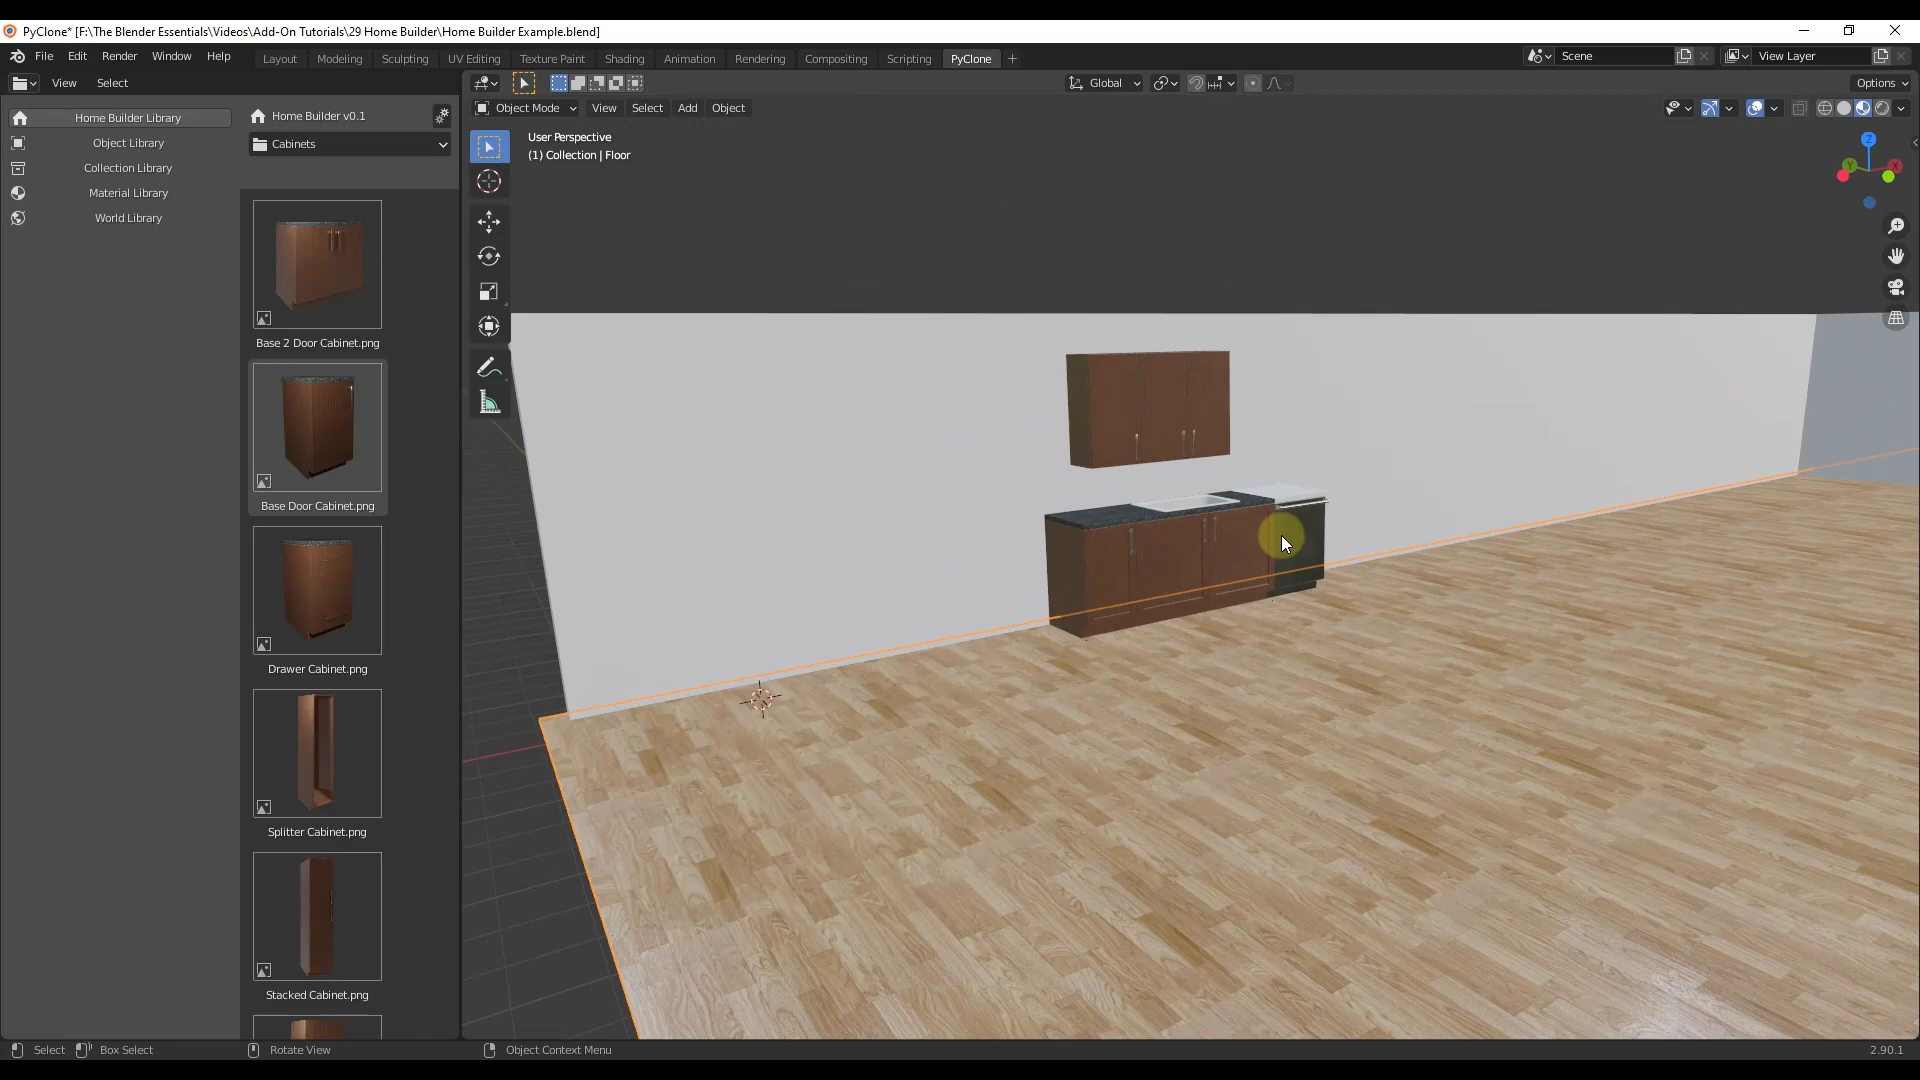 PyClone* [F:\The Blender Essentials\Videos\Add-On Tutorials\29 Home Builder\Home Builder Example.blend]
File Edit Render Window Help
Layout Modeling Sculpting UV Editing Texture Paint Shading Animation Rendering Compositing Scripting PyClone
Scene View Layer
View Select
Global
Options
Home Builder Library
Object Library
Collection Library
Material Library
World Library
Home Builder v0.1
Cabinets
Object Mode View Select Add Object
User Perspective
(1) Collection | Floor
Z
Y
X
Base 2 Door Cabinet.png
Base Door Cabinet.png
Drawer Cabinet.png
Splitter Cabinet.png
Stacked Cabinet.png
Select Box Select Rotate View Object Context Menu 2.90.1